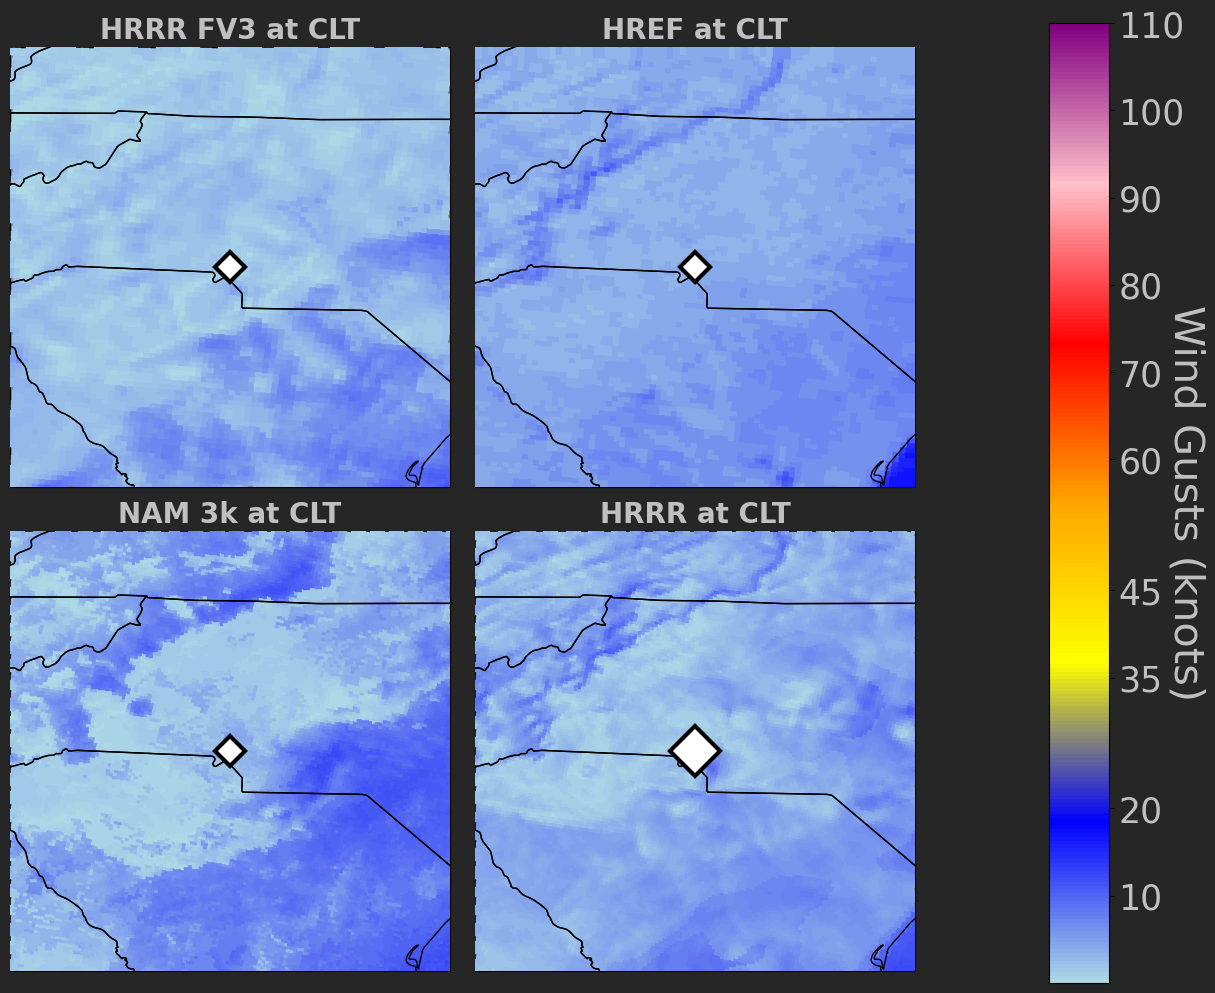 HRRR FV3 at CLT
HREF at CLT
NAM 3k at CLT
HRRR at CLT
110
100
90
80
70
60
45
35
20
10
Wind Gusts (knots)